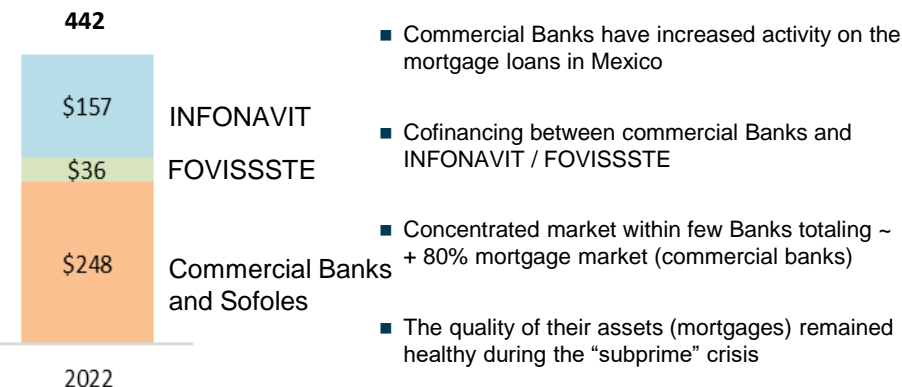 442
$157
INFONAVIT
$36
FOVISSSTE
$248
Commercial Banks
and Sofoles
2022
■ Commercial Banks have increased activity on the
mortgage loans in Mexico
■ Cofinancing between commercial Banks and
INFONAVIT / FOVISSSTE
■ Concentrated market within few Banks totaling ~
+ 80% mortgage market (commercial banks)
■ The quality of their assets (mortgages) remained
healthy during the “subprime” crisis